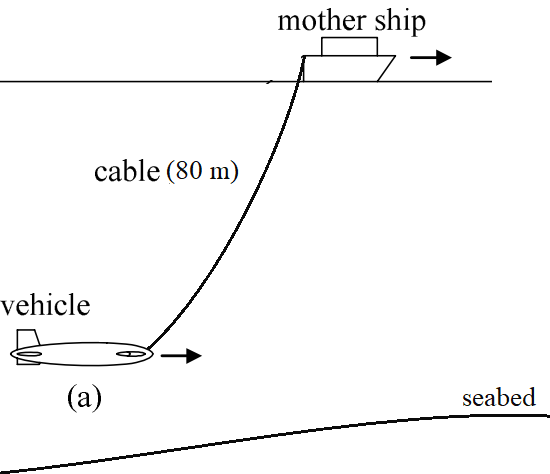 mother ship
cable (80 m)
vehicle
(a)
seabed